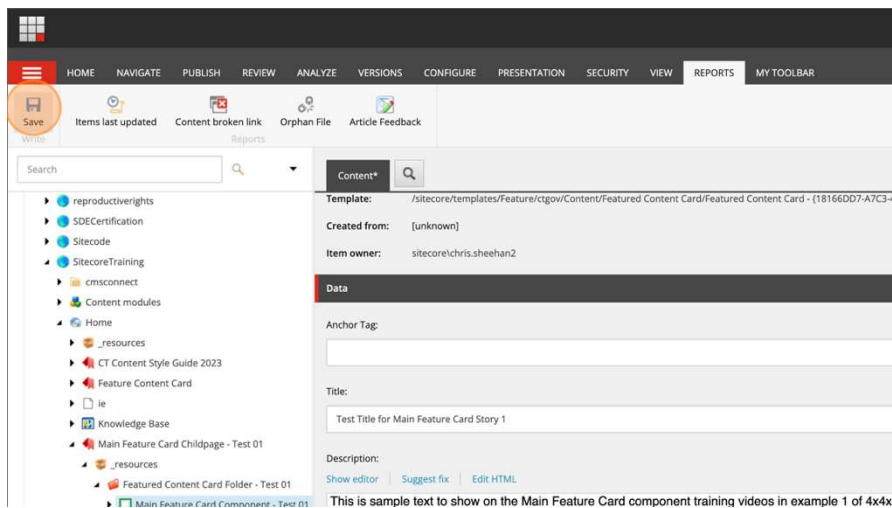 HOME NAVIGATE PUBLISH REVIEW ANALYZE VERSIONS CONFIGURE PRESENTATION SECURITY VIEW REPORTS MY TOOLBAR
Save Items last updated Content broken link Orphan File Article Feedback
Write Reports
Search
Content*
reproductiverights
SDECertification
Sitecode
SitecoreTraining
cmsconnect
Content modules
Home
_resources
CT Content Style Guide 2023
Feature Content Card
ie
Knowledge Base
Main Feature Card Childpage - Test 01
_resources
Featured Content Card Folder - Test 01
Main Feature Card Component - Test 01
Template: /sitecore/templates/Feature/ctgov/Content/Featured Content Card/Featured Content Card - {18166DD7-A7C3-
Created from: [unknown]
Item owner: sitecore\chris.sheehan2
Data
Anchor Tag:
Title:
Test Title for Main Feature Card Story 1
Description:
Show editor Suggest fix Edit HTML
This is sample text to show on the Main Feature Card component training videos in example 1 of 4x4x